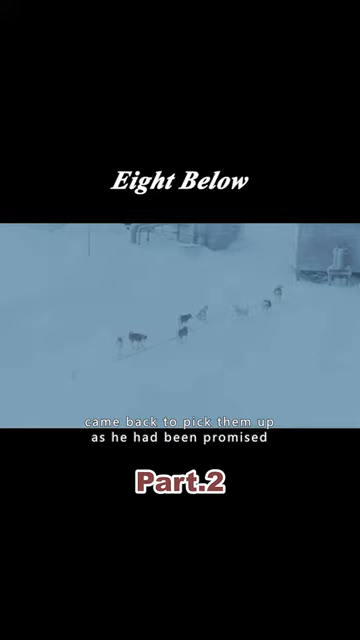 Eight Below
came back to pick them up
as he had been promised
Part.2